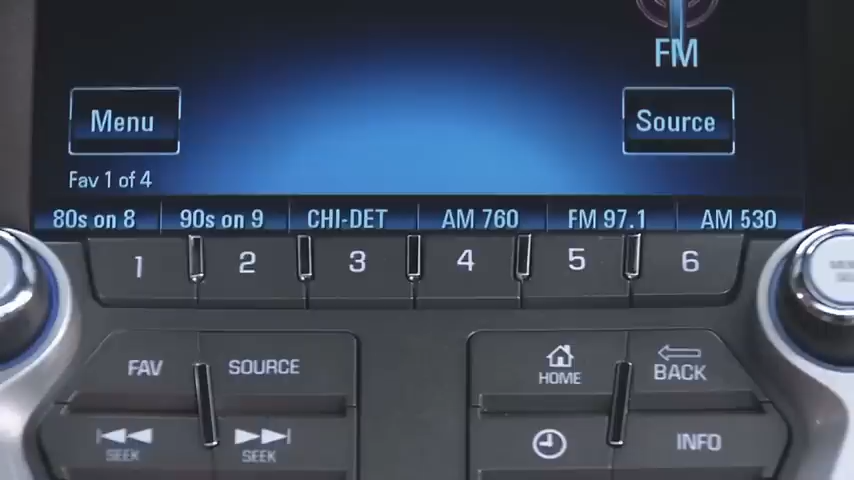 FM
Menu
Source
Fav 1 of 4
80s on 8 90s on 9 CHI-DET AM 760 FM 97.1 AM 530
1 2 3 4 5 6
FAV SOURCE HOME BACK
SEEK SEEK INFO